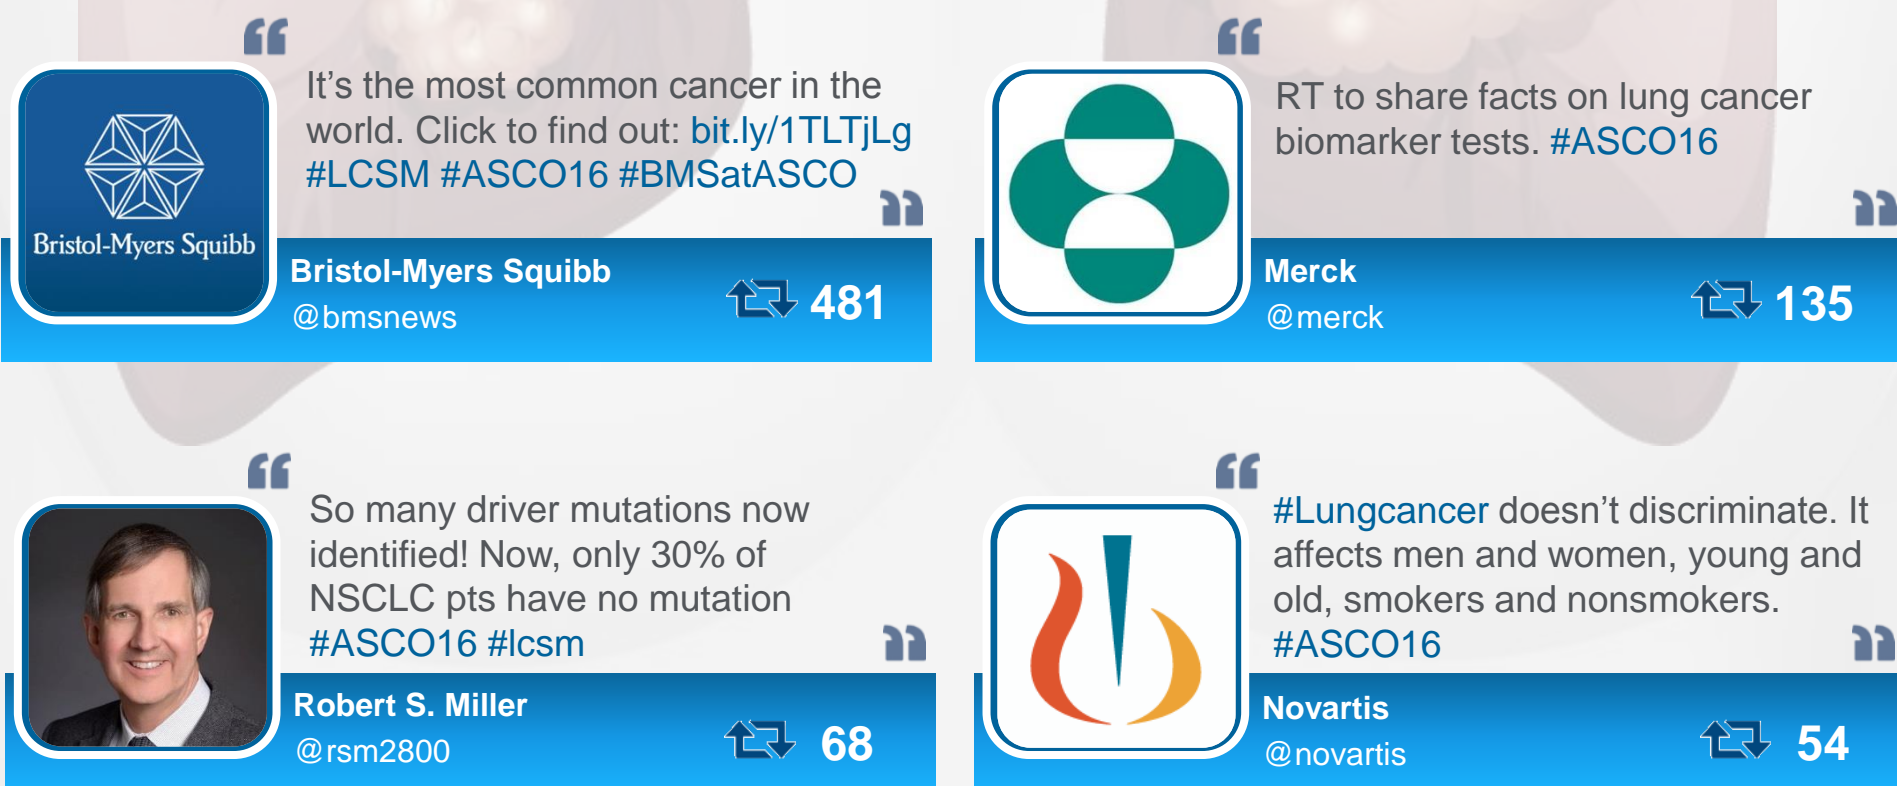 It’s the most common cancer in the
world. Click to find out: bit.ly/1TLTjLg
#LCSM #ASCO16 #BMSatASCO
Bristol-Myers Squibb
Bristol-Myers Squibb
@bmsnews
481
RT to share facts on lung cancer
biomarker tests. #ASCO16
Merck
@merck
135
So many driver mutations now
identified! Now, only 30% of
NSCLC pts have no mutation
#ASCO16 #lcsm
Robert S. Miller
@rsm2800
68
#Lungcancer doesn’t discriminate. It
affects men and women, young and
old, smokers and nonsmokers.
#ASCO16
Novartis
@novartis
54